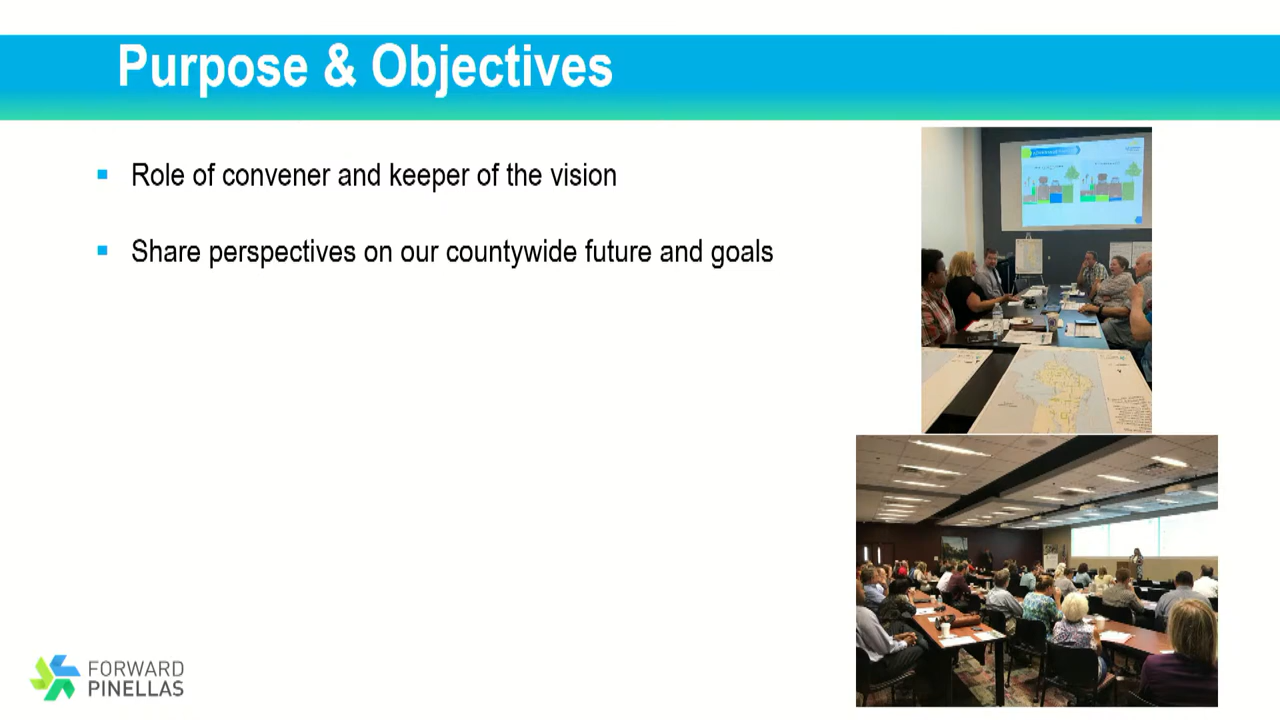 Purpose & Objectives
Role of convener and keeper of the vision
Share perspectives on our countywide future and goals
FORWARD
PINELLAS